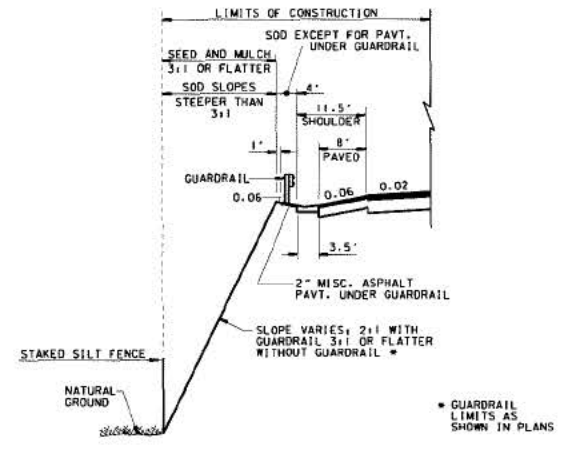 LIMITS OF CONSTRUCTION
SOD EXCEPT FOR PAVT.
UNDER GUARDRAIL
SEED AND MULCH
3:1 OR FLATTER
4'
SOD SLOPES
STEEPER THAN
3:1
11.5'
SHOULDER
1'
8'
PAVED
GUARDRAIL
0.06
0.06
0.02
3.5'
2" MISC. ASPHALT
PAVT. UNDER GUARDRAIL
SLOPE VARIES; 2:1 WITH
GUARDRAIL 3:1 OR FLATTER
WITHOUT GUARDRAIL *
STAKED SILT FENCE
NATURAL
GROUND
* GUARDRAIL
LIMITS AS
SHOWN IN PLANS